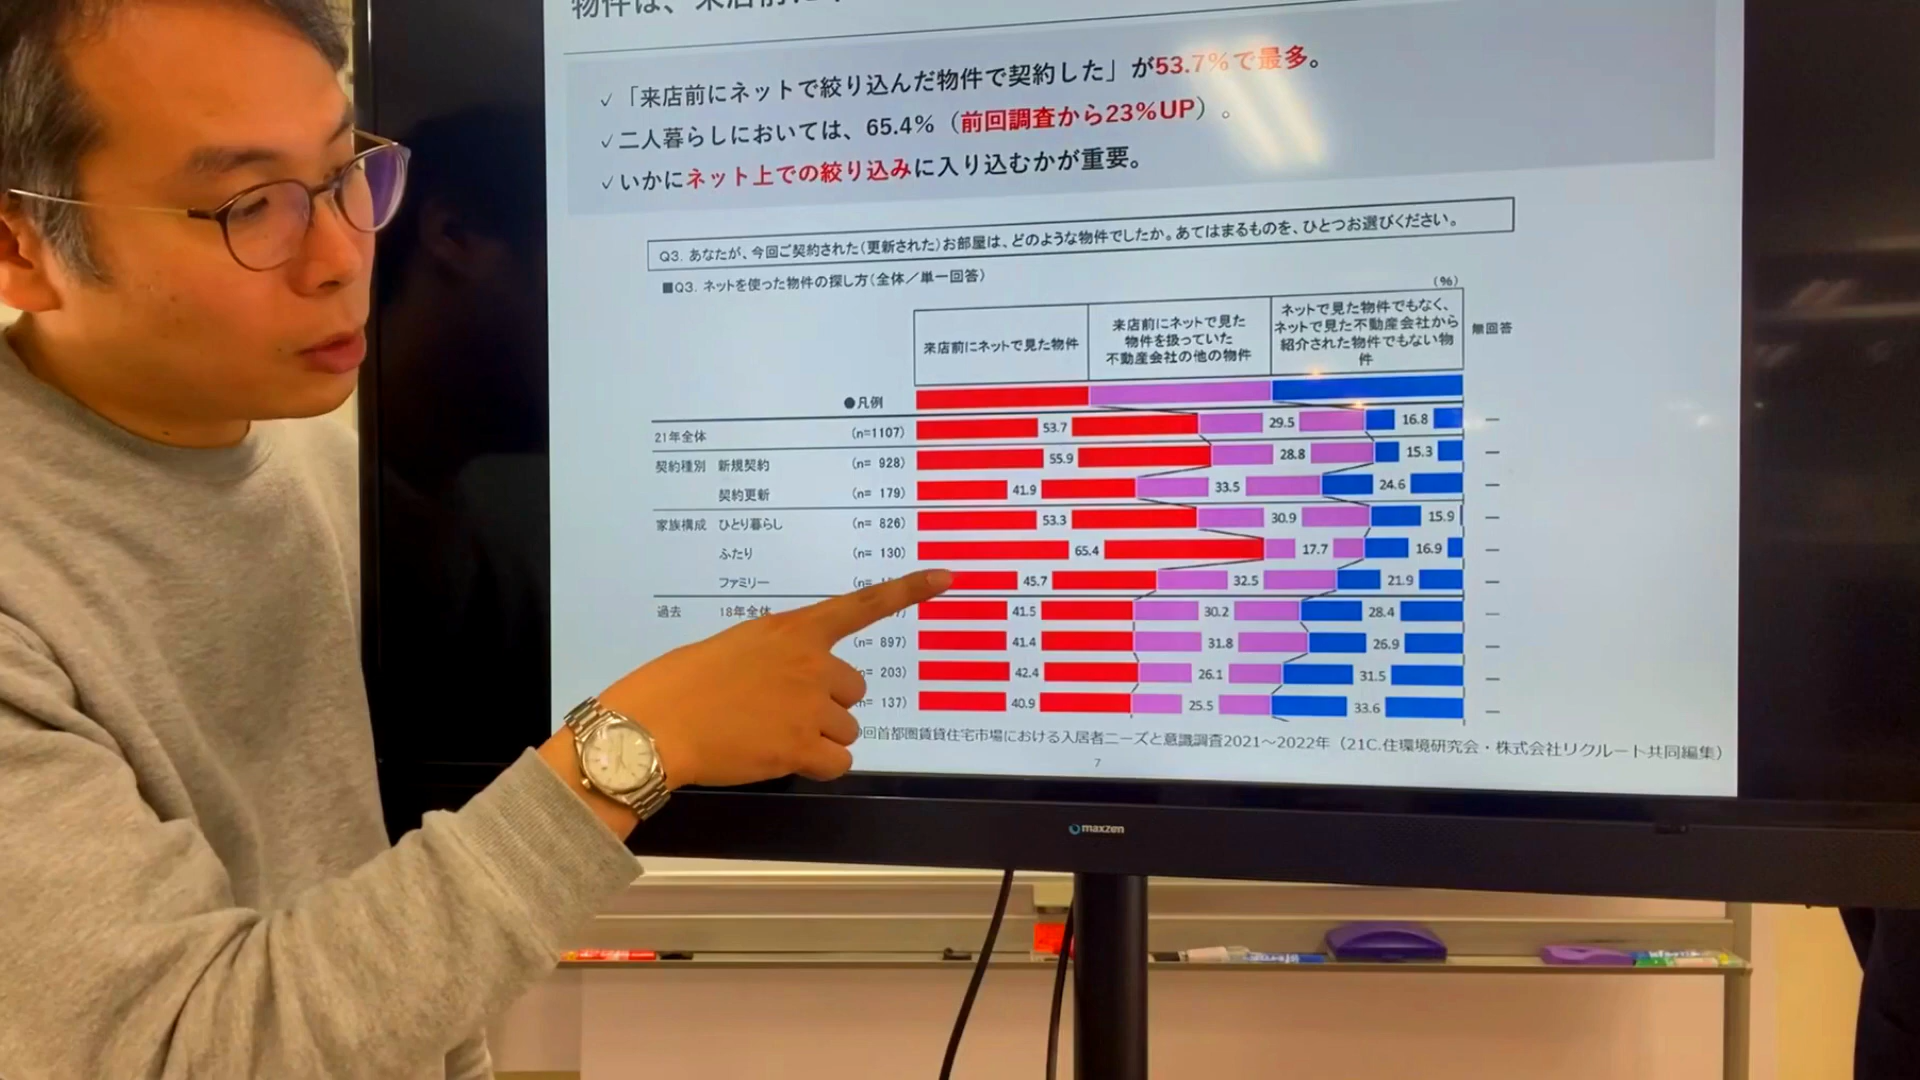 物件は、来店前に
✓「来店前にネットで絞り込んだ物件で契約した」が53.7%で最多。
✓二人暮らしにおいては、65.4%（前回調査から23%UP）。
✓いかにネット上での絞り込みに入り込むかが重要。
Q3. あなたが、今回ご契約された(更新された)お部屋は、どのような物件でしたか。あてはまるものを、ひとつお選びください。
■Q3. ネットを使った物件の探し方(全体／単一回答)
(%)
来店前にネットで見た物件
来店前にネットで見た
物件を扱っていた
不動産会社の他の物件
ネットで見た物件でもなく、
ネットで見た不動産会社から
紹介された物件でもない物
件
無回答
●凡例
21年全体 (n=1107) 53.7 29.5 16.8 —
契約種別 新規契約 (n= 928) 55.9 28.8 15.3 —
契約更新 (n= 179) 41.9 33.5 24.6 —
家族構成 ひとり暮らし (n= 826) 53.3 30.9 15.9 —
ふたり (n= 130) 65.4 17.7 16.9 —
ファミリー (n= 45.7 32.5 21.9 —
過去 18年全体 7) 41.5 30.2 28.4 —
(n= 897) 41.4 31.8 26.9 —
n= 203) 42.4 26.1 31.5 —
n= 137) 40.9 25.5 33.6 —
回首都圏賃貸住宅市場における入居者ニーズと意識調査2021～2022年（21C.住環境研究会・株式会社リクルート共同編集）
7
maxzen